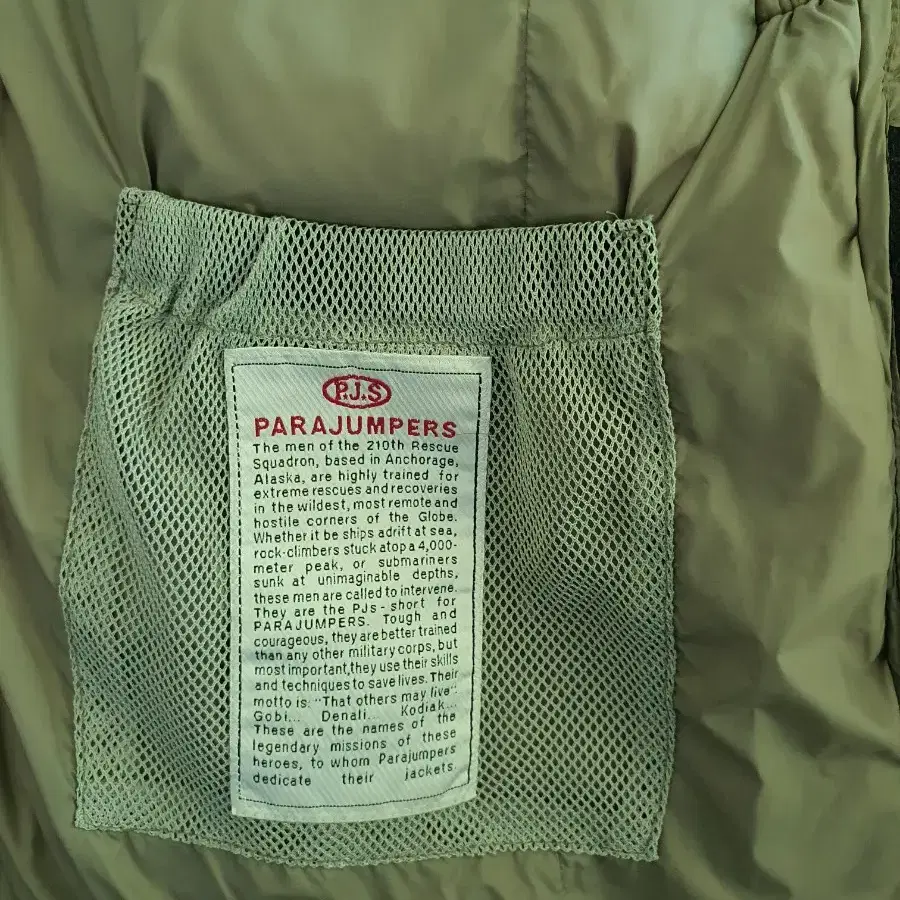 P.J.S
PARAJUMPERS
The men of the 210th Rescue
Squadron, based in Anchorage,
Alaska, are highly trained for
extreme rescues and recoveries
in the wildest, most remote and
hostile corners of the Globe.
Whether it be ships adrift at sea,
rock-climbers stuck atop a 4,000-
meter peak, or submariners
sunk at unimaginable depths,
these men are called to intervene.
They are the PJs - short for
PARAJUMPERS. Tough and
courageous, they are better trained
than any other military corps, but
most important, they use their skills
and techniques to save lives. Their
motto is: "That others may live".
Gobi... Denali... Kodiak...
These are the names of the
legendary missions of these
heroes, to whom Parajumpers
dedicate their jackets